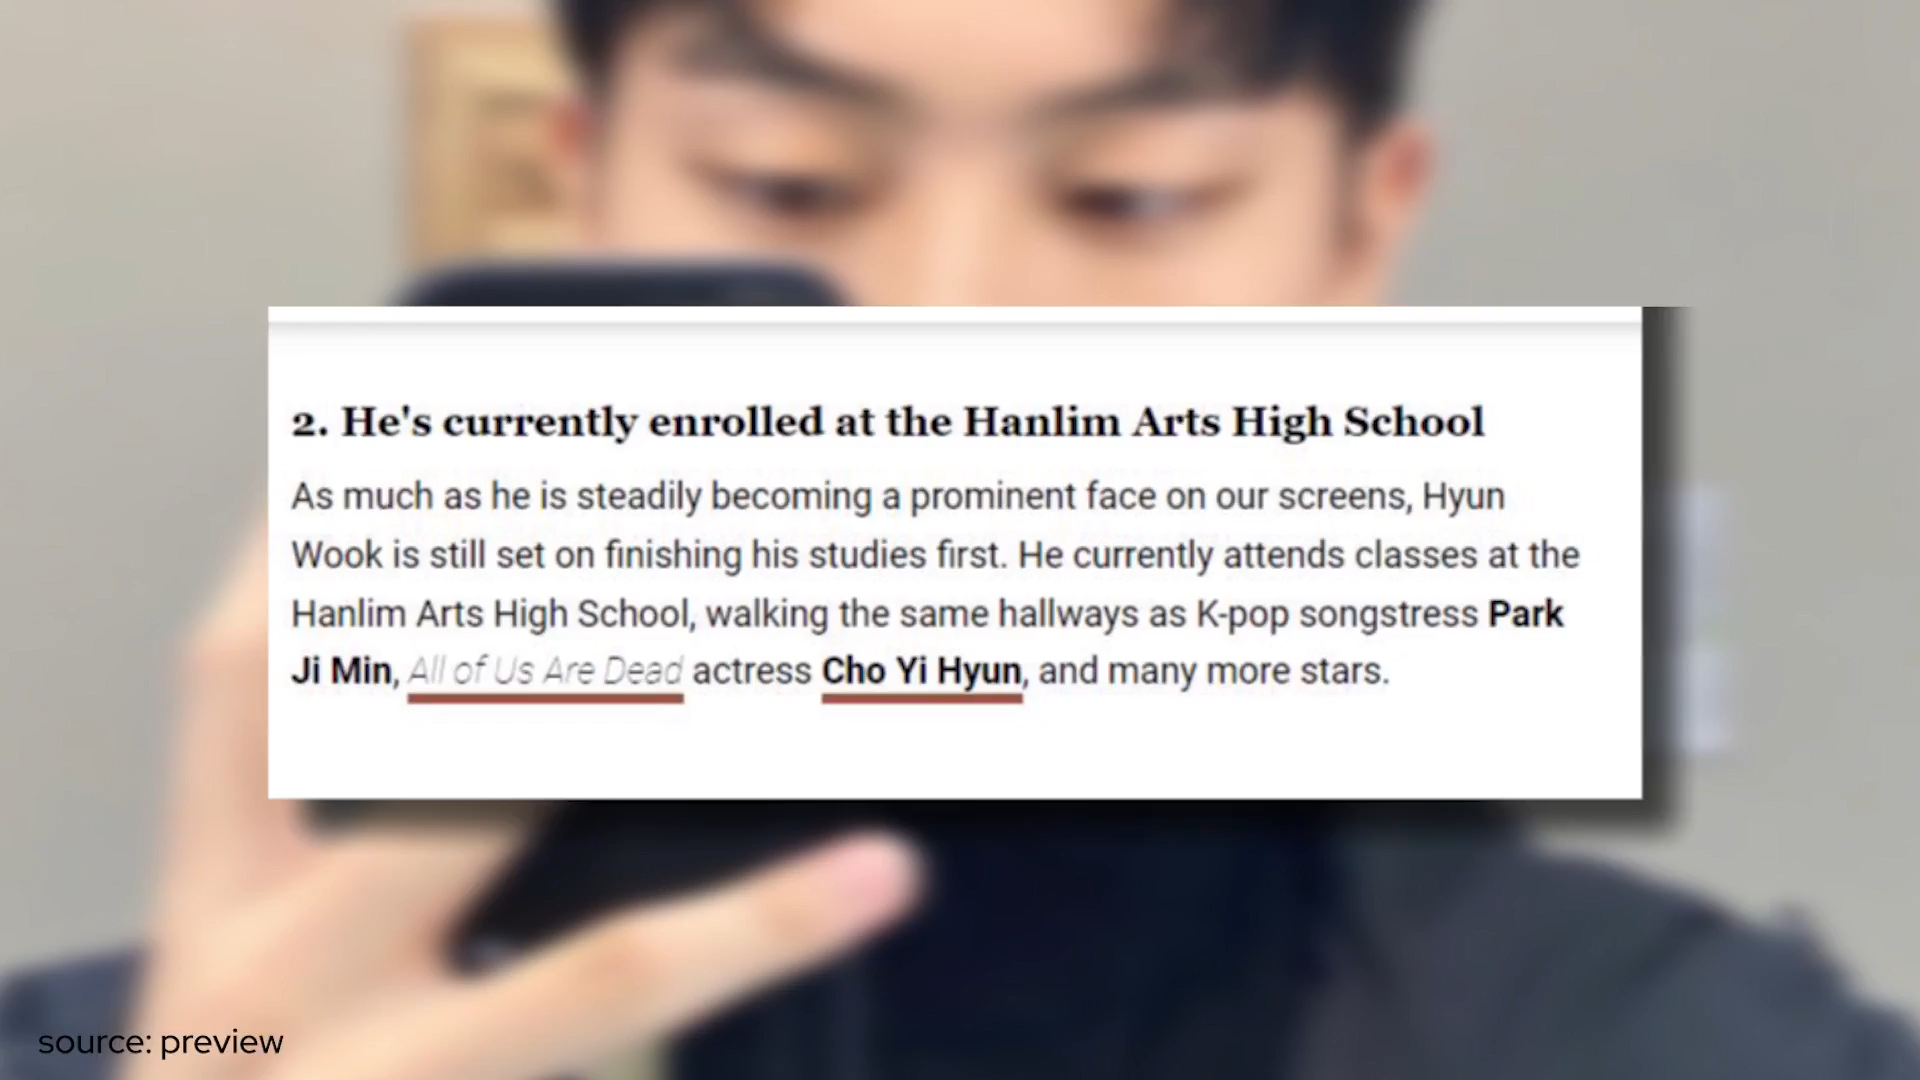 2. He's currently enrolled at the Hanlim Arts High School
As much as he is steadily becoming a prominent face on our screens, Hyun
Wook is still set on finishing his studies first. He currently attends classes at the
Hanlim Arts High School, walking the same hallways as K-pop songstress Park
Ji Min, All of Us Are Dead actress Cho Yi Hyun, and many more stars.
source: preview